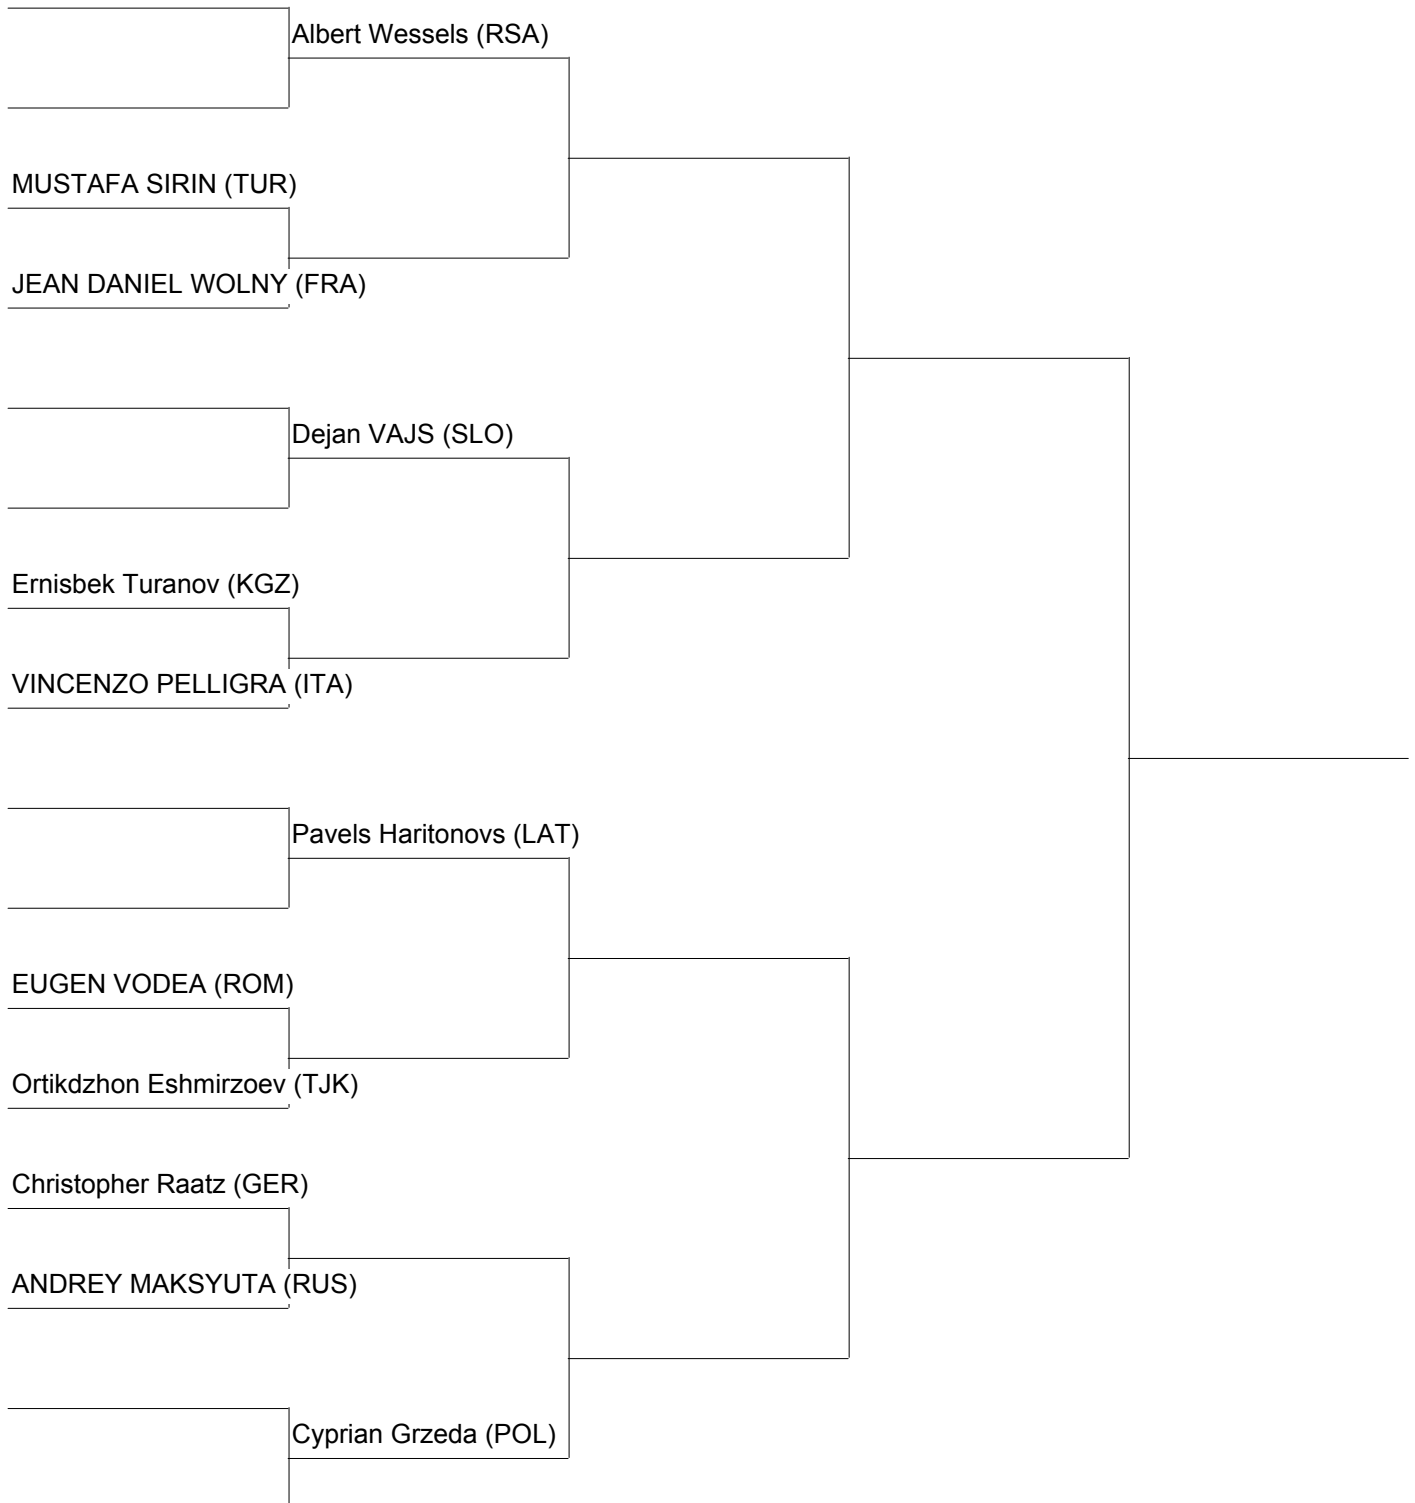 Albert Wessels (RSA)
MUSTAFA SIRIN (TUR)
JEAN DANIEL WOLNY (FRA)
Dejan VAJS (SLO)
Ernisbek Turanov (KGZ)
VINCENZO PELLIGRA (ITA)
Pavels Haritonovs (LAT)
EUGEN VODEA (ROM)
Ortikdzhon Eshmirzoev (TJK)
Christopher Raatz (GER)
ANDREY MAKSYUTA (RUS)
Cyprian Grzeda (POL)